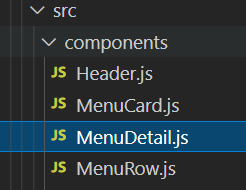 src
components
JS Header.js
JS MenuCard.js
JS MenuDetail.js
JS MenuRow.js